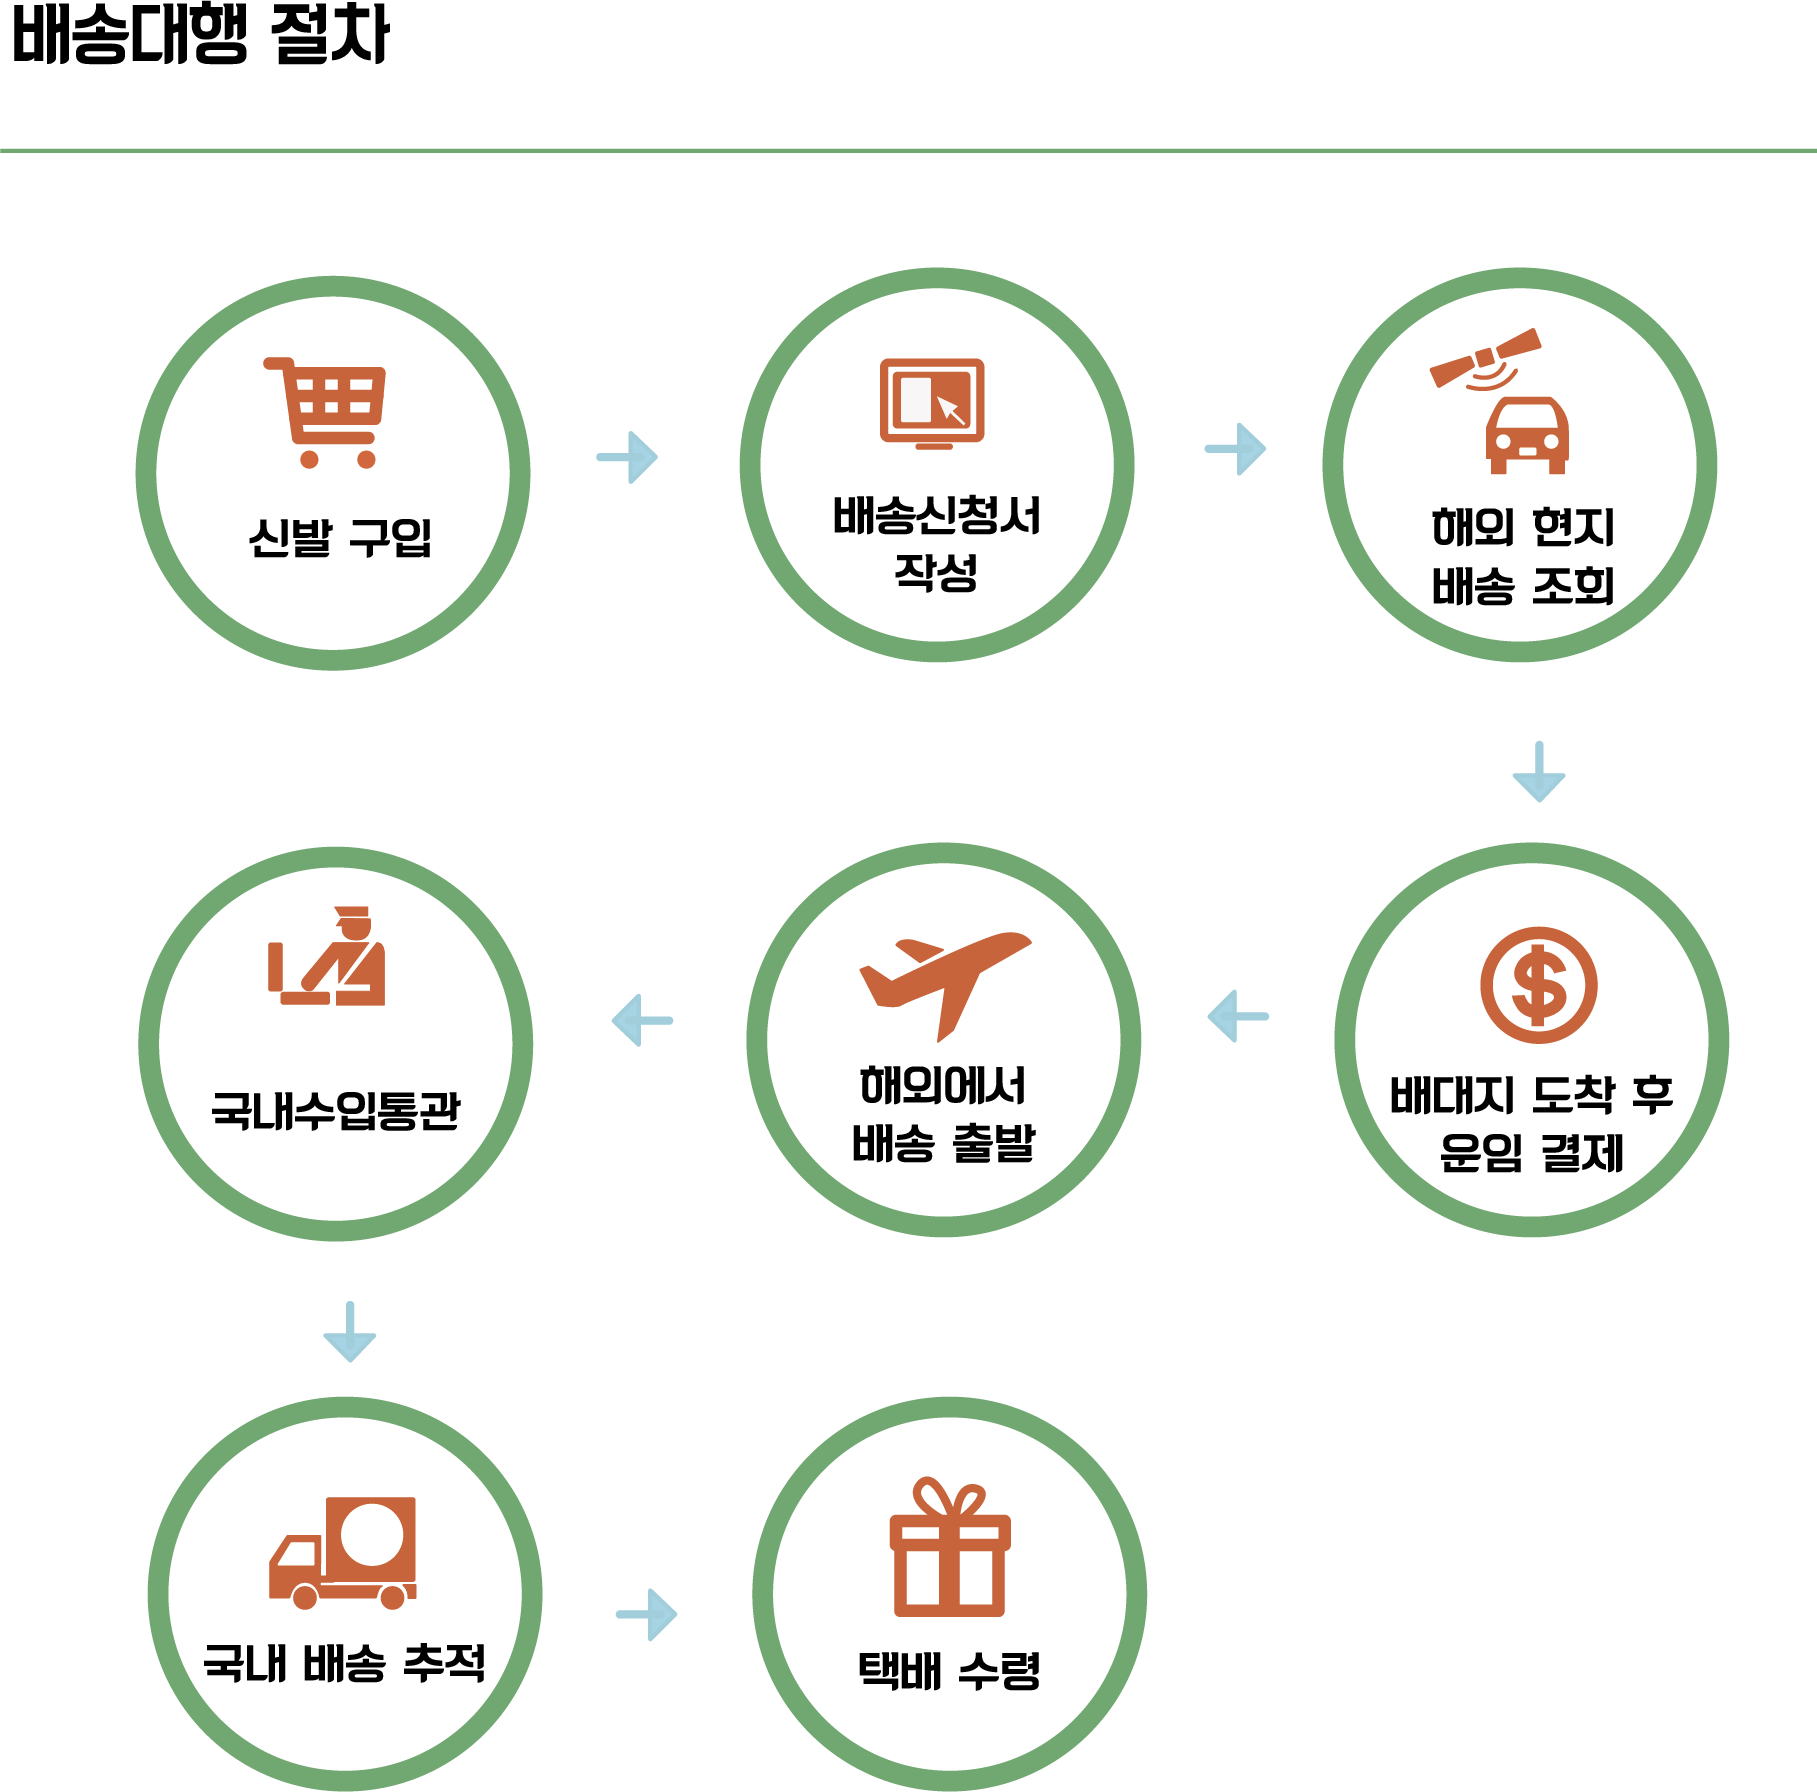 배송대행 절차
신발 구입
배송신청서
작성
해외 현지
배송 조회
배대지 도착 후
운임 결제
해외에서
배송 출발
국내수입통관
국내 배송 추적
택배 수령